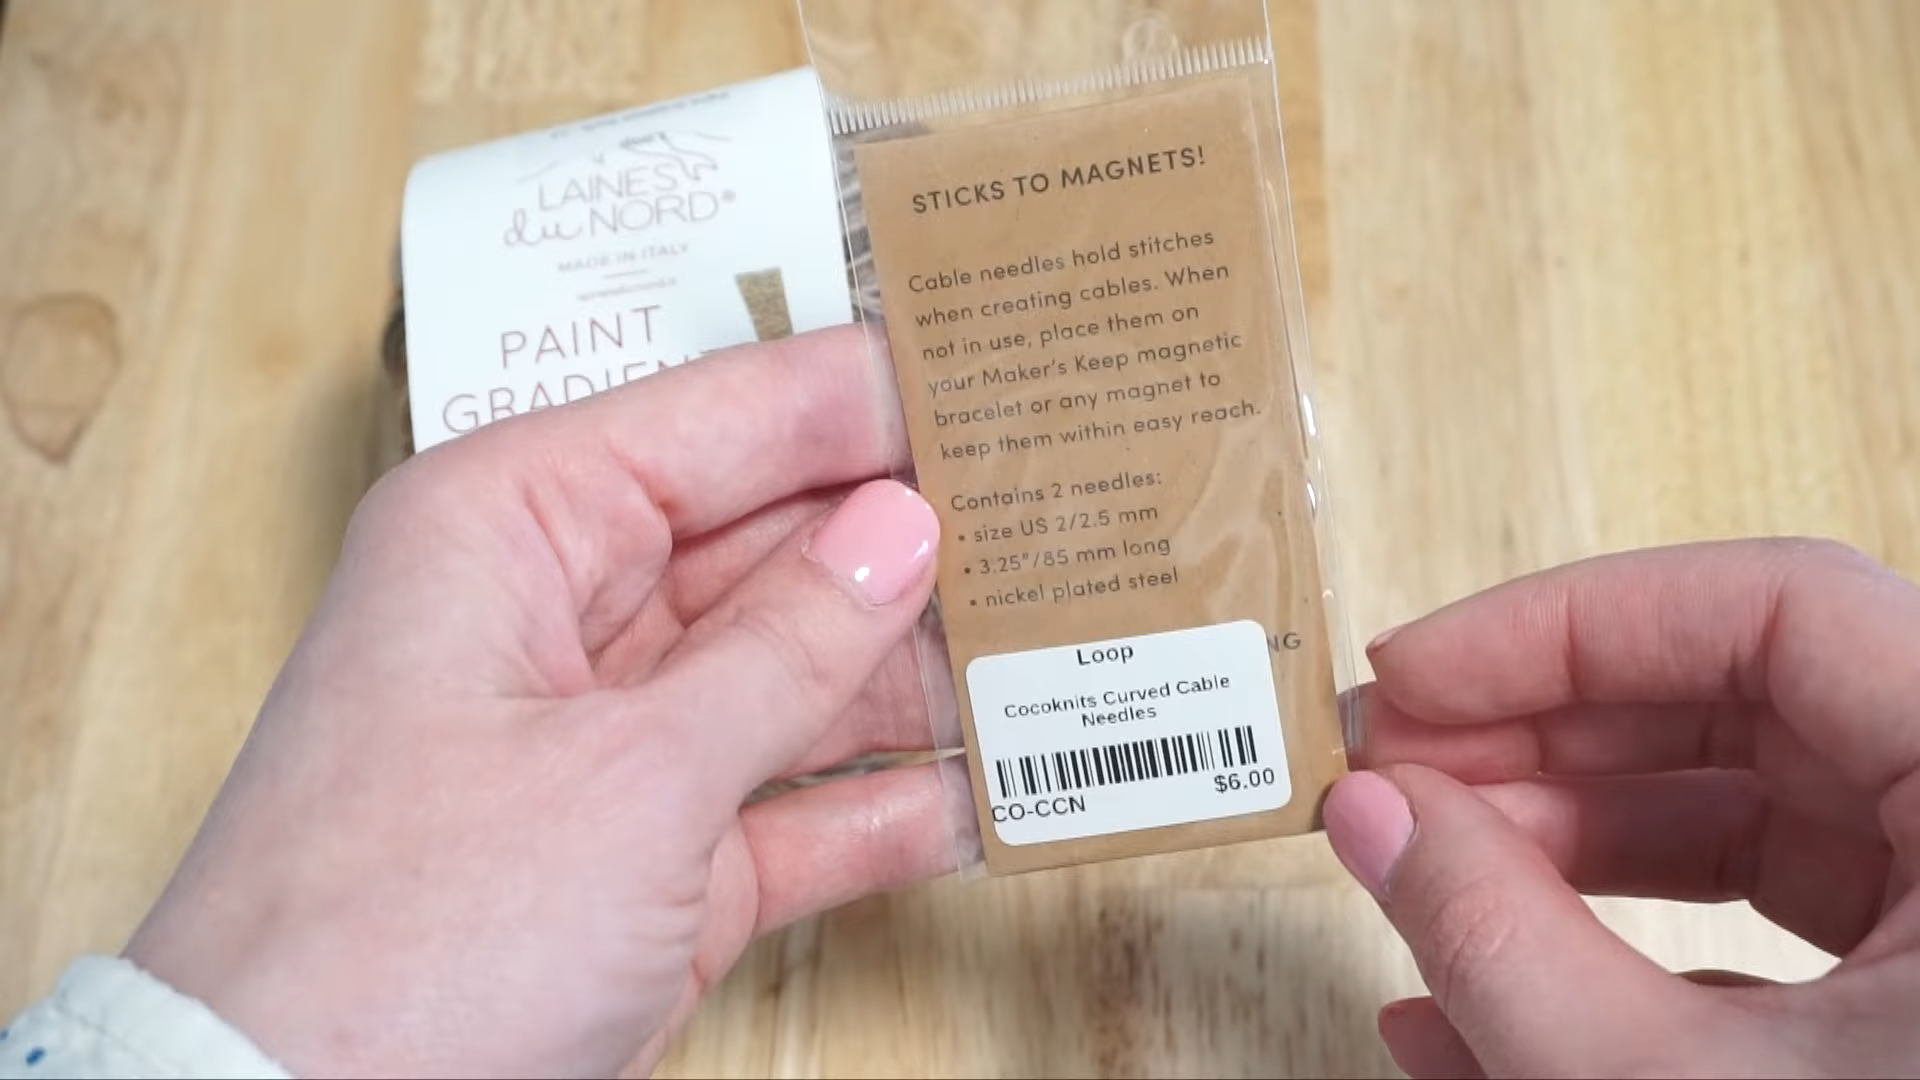 LAINES
du NORD®
MADE IN ITALY
PAINT
STICKS TO MAGNETS!
Cable needles hold stitches
when creating cables. When
not in use, place them on
your Maker's Keep magnetic
bracelet or any magnet to
keep them within easy reach.
Contains 2 needles:
• size US 2/2.5 mm
• 3.25"/85 mm long
• nickel plated steel
NG
Loop
Cocoknits Curved Cable
Needles
CO-CCN
$6.00